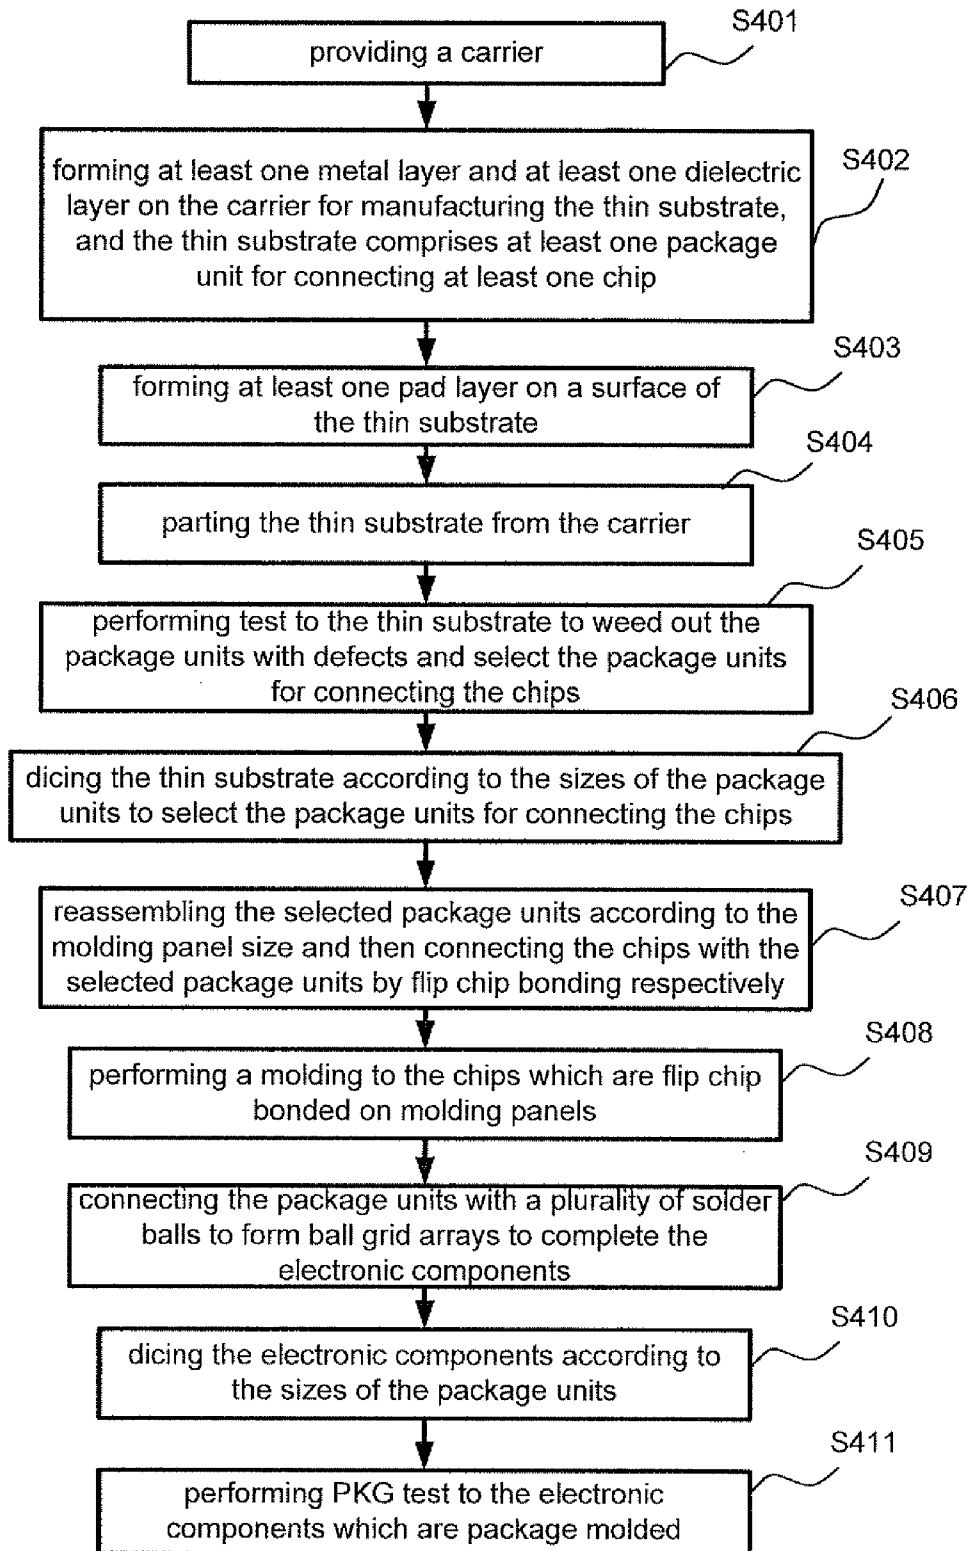 S401
providing a carrier
S402
forming at least one metal layer and at least one dielectric
layer on the carrier for manufacturing the thin substrate,
and the thin substrate comprises at least one package
unit for connecting at least one chip
S403
forming at least one pad layer on a surface of
the thin substrate
S404
parting the thin substrate from the carrier
S405
performing test to the thin substrate to weed out the
package units with defects and select the package units
for connecting the chips
S406
dicing the thin substrate according to the sizes of the package
units to select the package units for connecting the chips
S407
reassembling the selected package units according to the
molding panel size and then connecting the chips with the
selected package units by flip chip bonding respectively
S408
performing a molding to the chips which are flip chip
bonded on molding panels
S409
connecting the package units with a plurality of solder
balls to form ball grid arrays to complete the
electronic components
S410
dicing the electronic components according to
the sizes of the package units
S411
performing PKG test to the electronic
components which are package molded